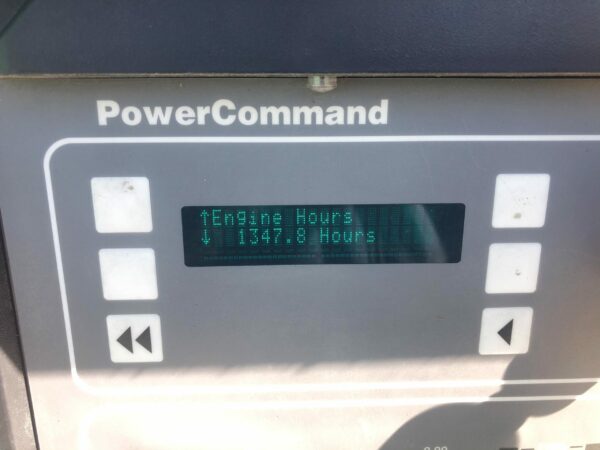 PowerCommand
↑Engine Hours
↓ 1347.8 Hours